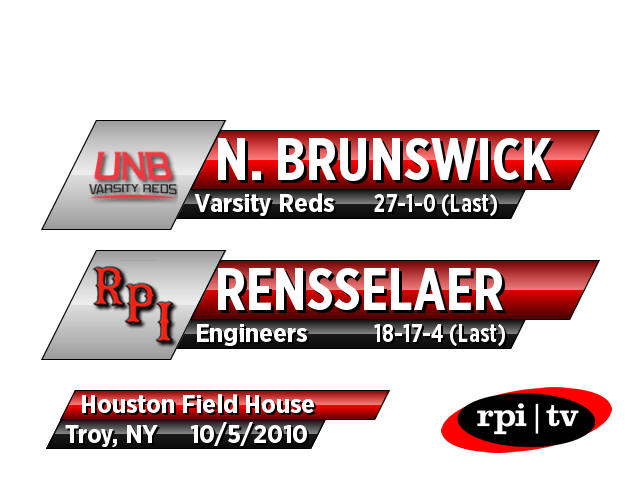 UNB
VARSITY REDS
N. BRUNSWICK
Varsity Reds 27-1-0 (Last)
RPI
RENSSELAER
Engineers 18-17-4 (Last)
Houston Field House
Troy, NY 10/5/2010
rpi | tv